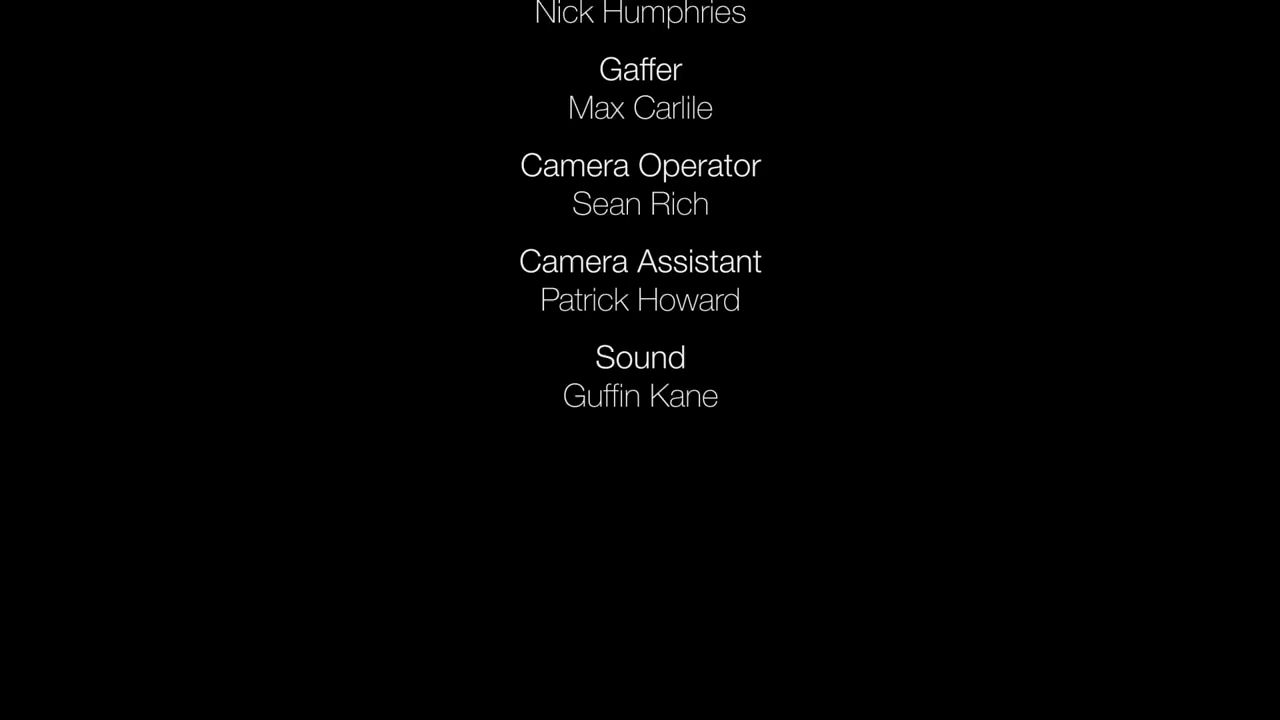 Nick Humphries
Gaffer
Max Carlile
Camera Operator
Sean Rich
Camera Assistant
Patrick Howard
Sound
Guffin Kane